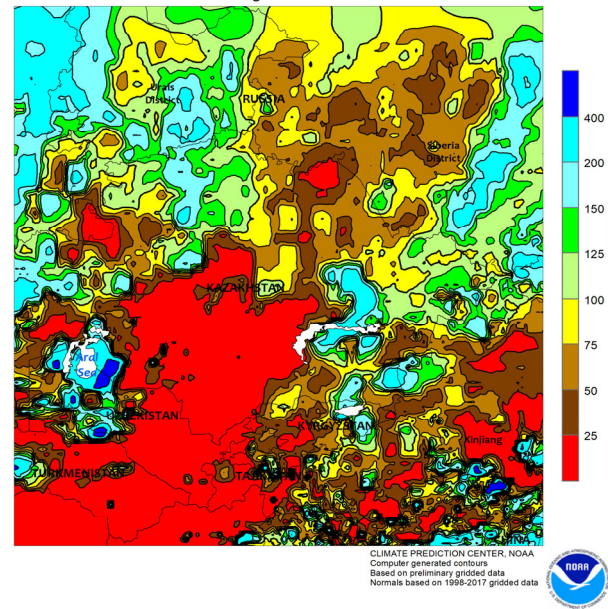 Urals
District
RUSSIA
Siberia
District
KAZAKHSTAN
Aral
Sea
UZBEKISTAN
KYRGYZSTAN
Xinjiang
TURKMENISTAN
400
200
150
125
100
75
50
25
CLIMATE PREDICTION CENTER, NOAA
Computer generated contours
Based on preliminary gridded data
Normals based on 1998-2017 gridded data
NOAA